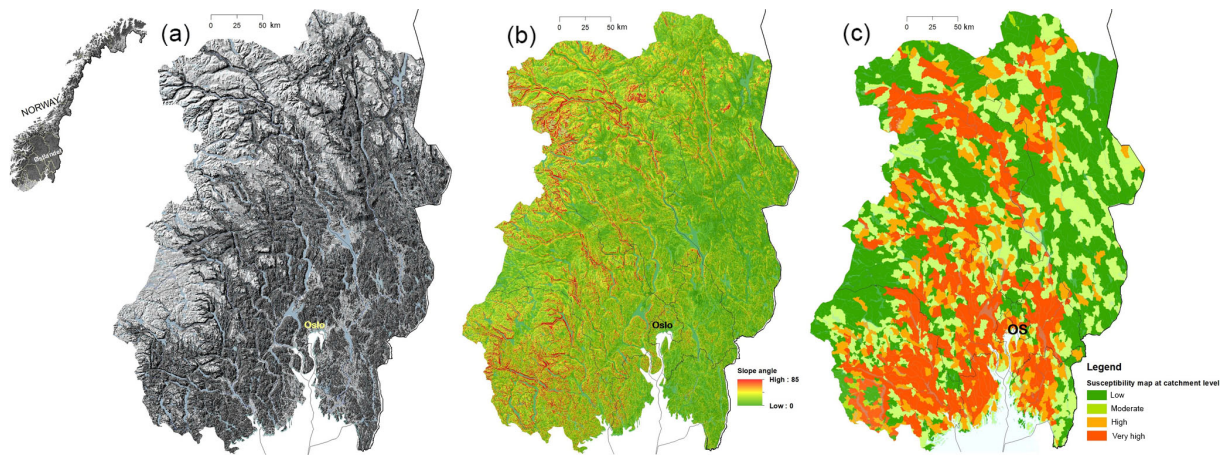 NORWAY
Østlandet
0 25 50 km
(a)
Oslo
0 25 50 km
(b)
Oslo
Slope angle
High : 85
Low : 0
0 25 50 km
(c)
OS
Legend
Susceptibility map at catchment level
Low
Moderate
High
Very high